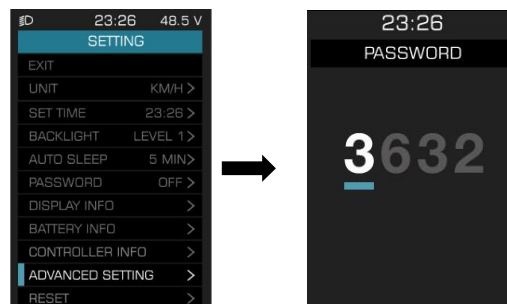 23:26 48.5 V
SETTING
EXIT
UNIT KM/H >
SET TIME 23:26 >
BACKLIGHT LEVEL 1 >
AUTO SLEEP 5 MIN >
PASSWORD OFF >
DISPLAY INFO >
BATTERY INFO >
CONTROLLER INFO >
ADVANCED SETTING >
RESET >
23:26
PASSWORD
3632